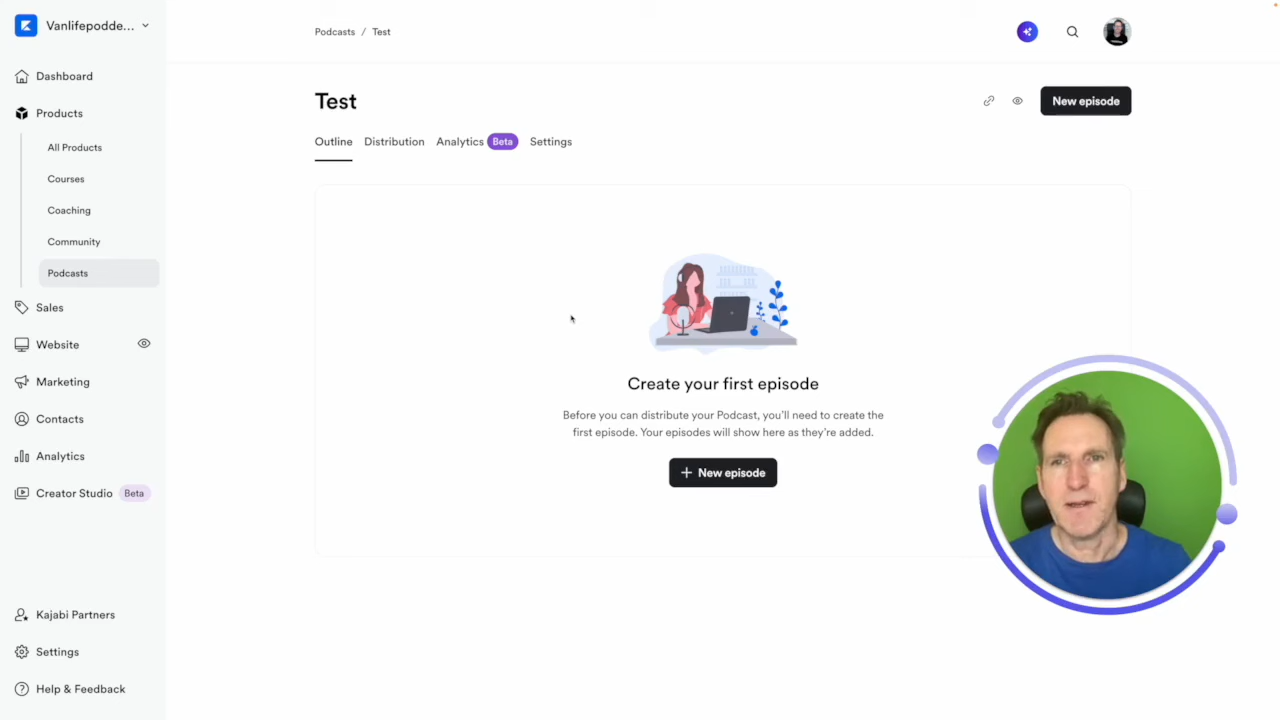 Vanlifepodde...
Podcasts / Test
Dashboard
Products
All Products
Courses
Coaching
Community
Podcasts
Sales
Website
Marketing
Contacts
Analytics
Creator Studio Beta
Kajabi Partners
Settings
Help & Feedback
Test
New episode
Outline Distribution Analytics Beta Settings
Create your first episode
Before you can distribute your Podcast, you'll need to create the
first episode. Your episodes will show here as they're added.
+ New episode